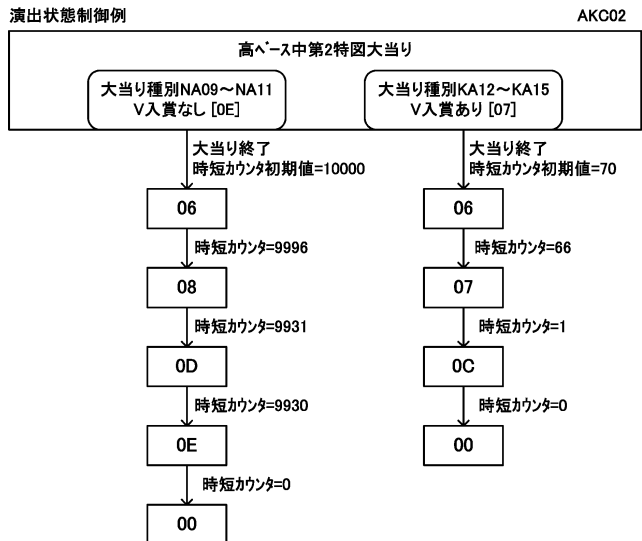 演出状態制御例
AKC02
高ベース中第2特図大当り
大当り種別NA09～NA11
V入賞なし [0E]
大当り種別KA12～KA15
V入賞あり [07]
大当り終了
時短カウンタ初期値=10000
06
時短カウンタ=9996
08
時短カウンタ=9931
0D
時短カウンタ=9930
0E
時短カウンタ=0
00
大当り終了
時短カウンタ初期値=70
06
時短カウンタ=66
07
時短カウンタ=1
0C
時短カウンタ=0
00